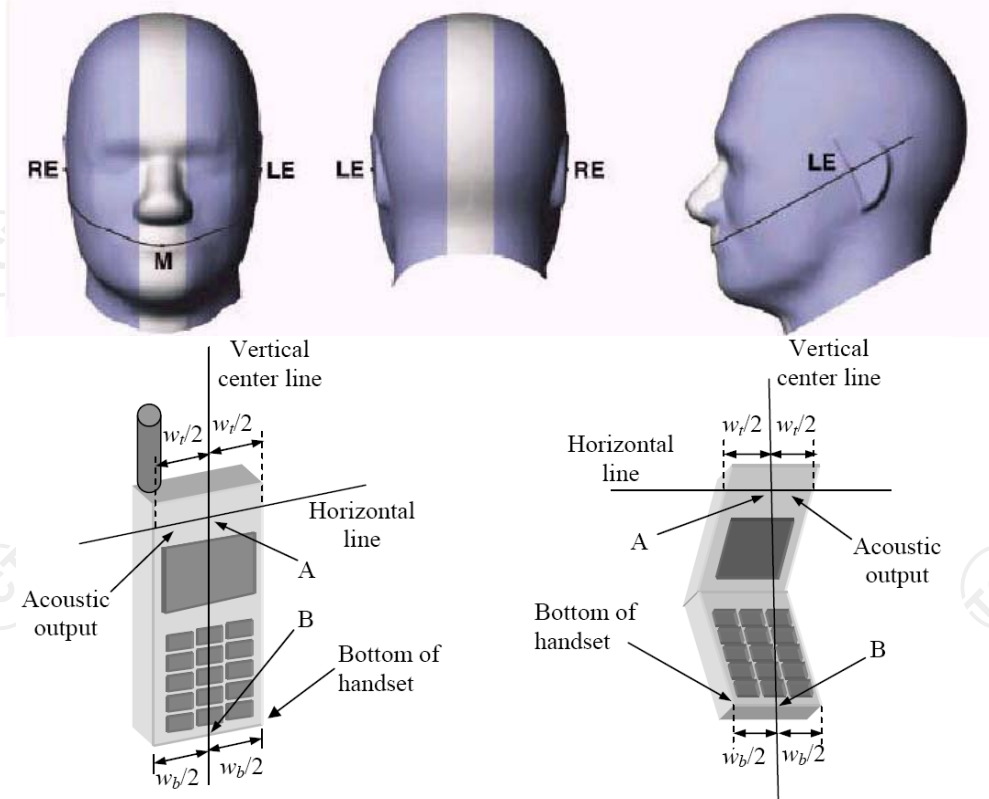 RE
LE
M
LE
RE
LE
Vertical
center line
wt/2
wt/2
Horizontal
line
A
Acoustic
output
B
Bottom of
handset
wb/2
wb/2
Vertical
center line
wt/2
wt/2
Horizontal
line
A
Acoustic
output
Bottom of
handset
B
wb/2
wb/2